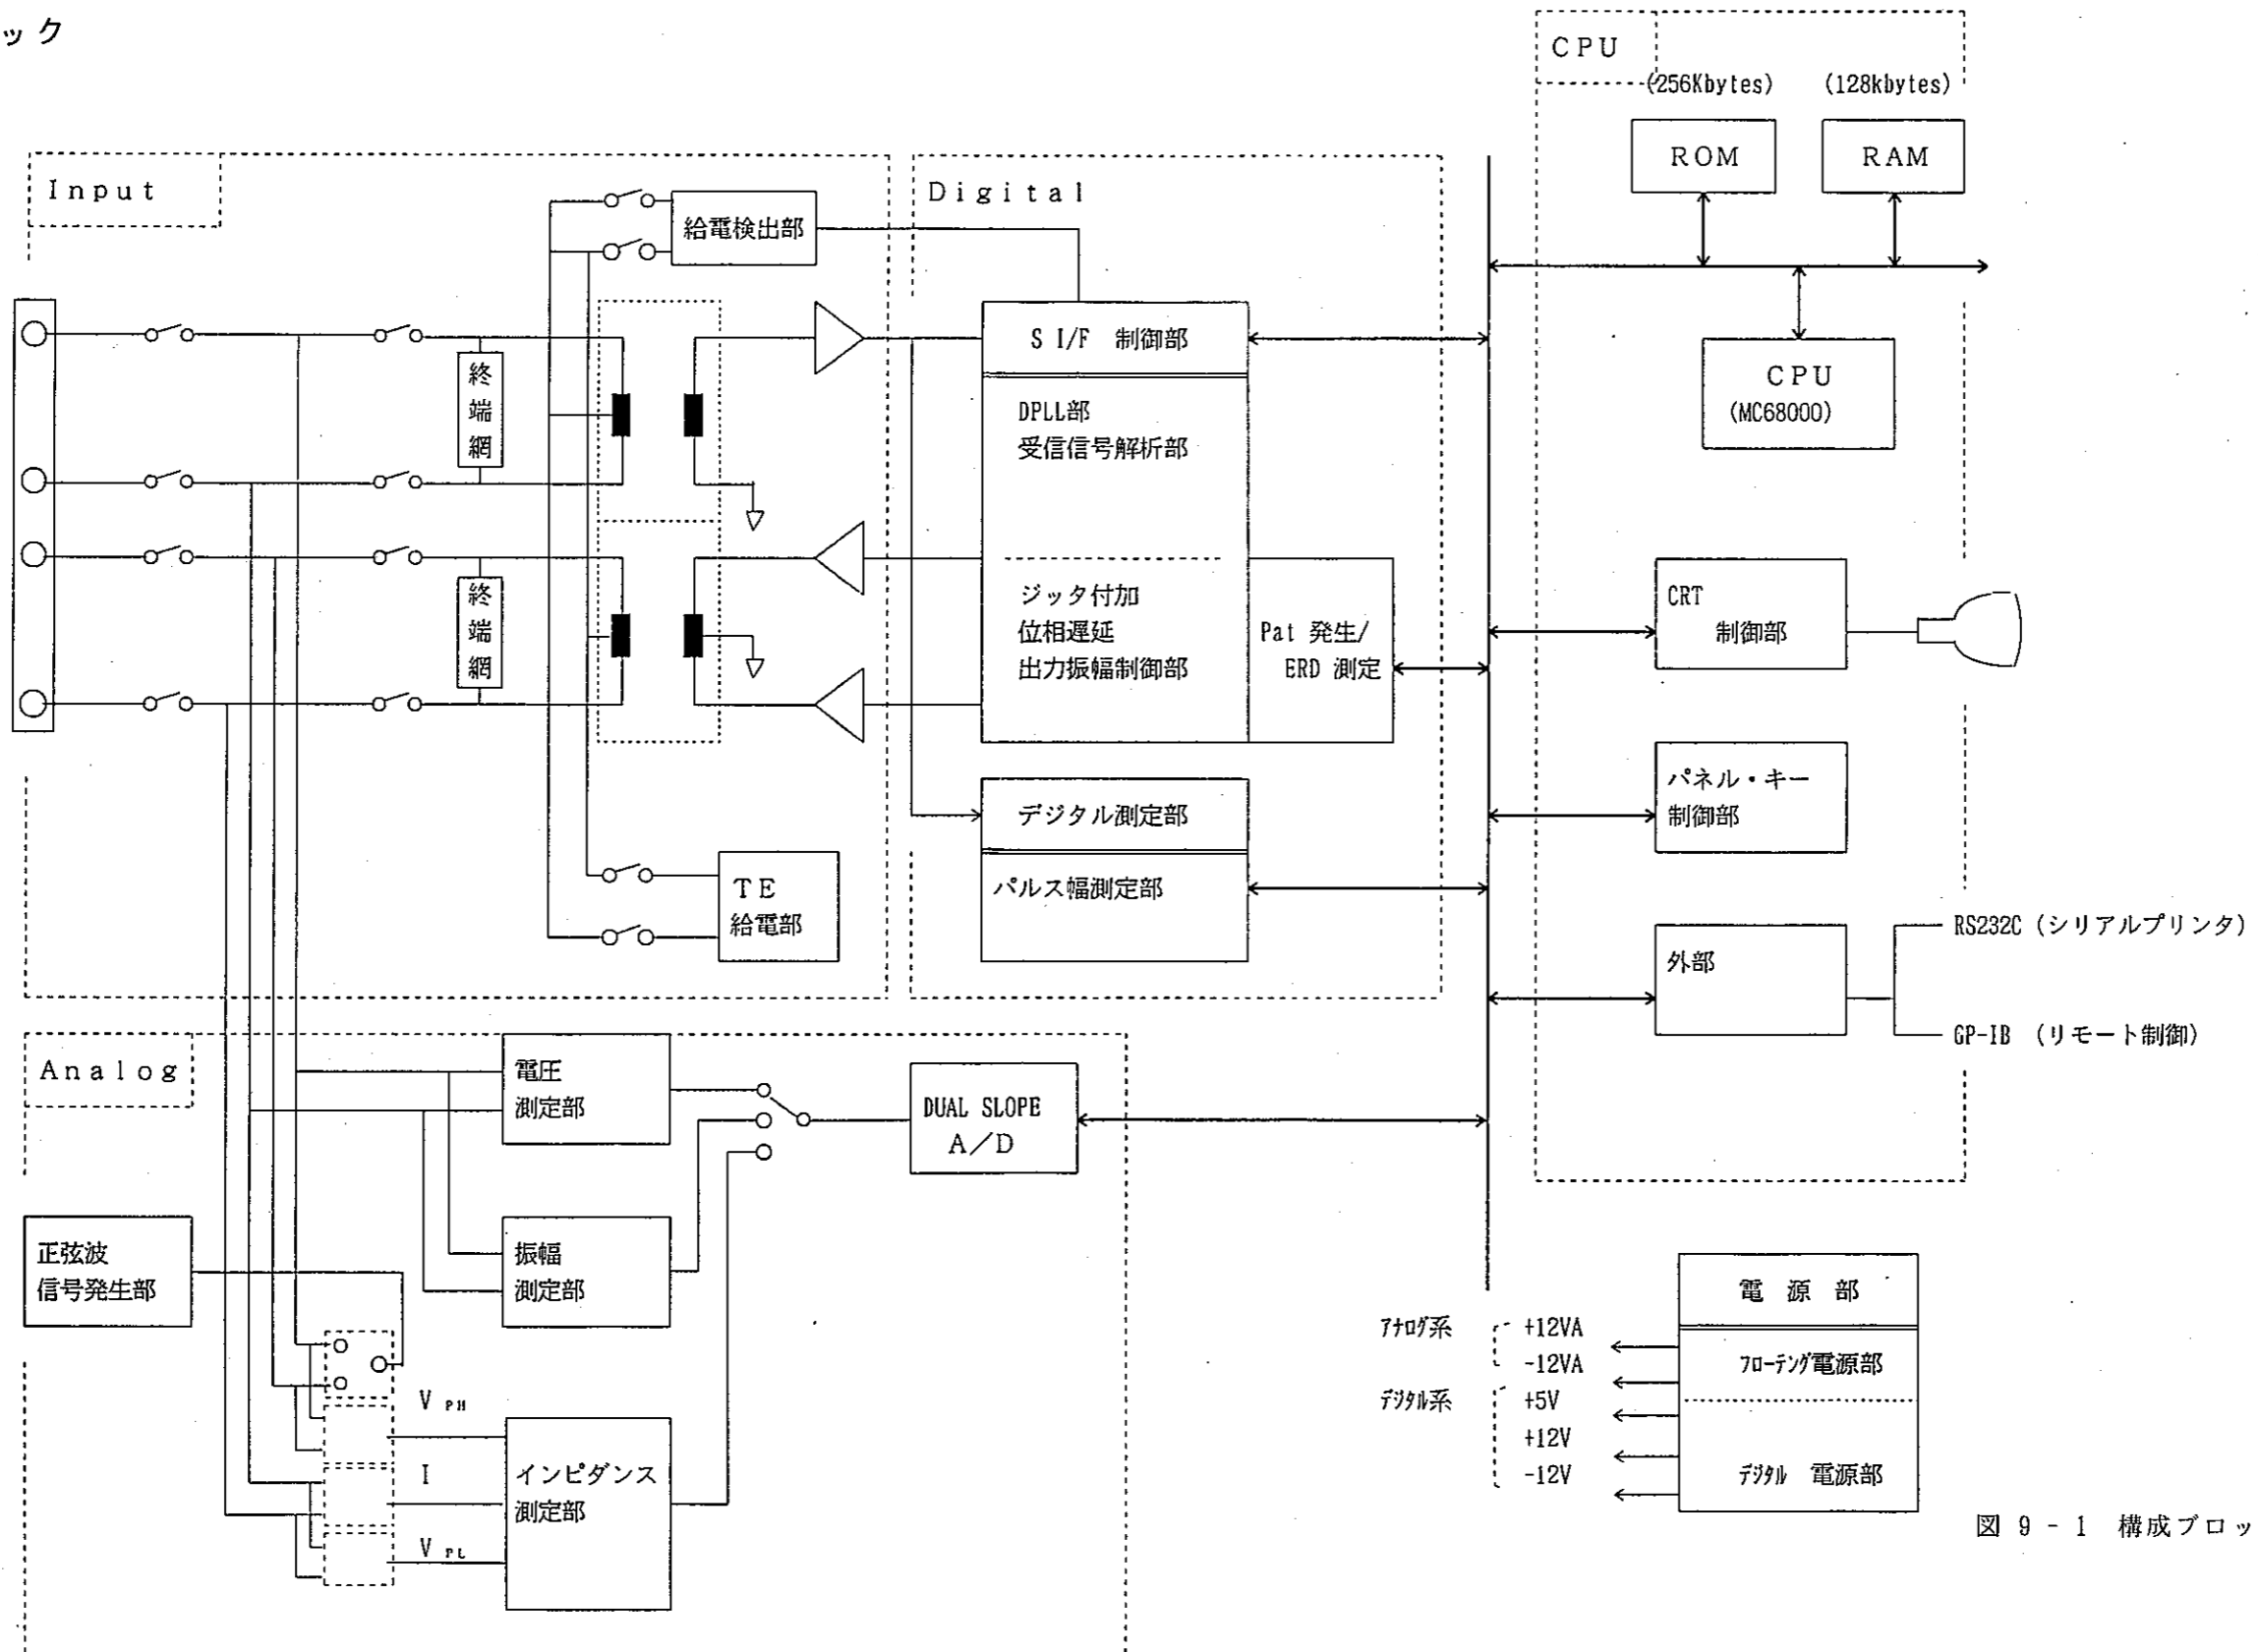 ック
CPU
(256Kbytes)
(128kbytes)
ROM
RAM
CPU
(MC68000)
CRT
制御部
パネル・キー
制御部
外部
RS232C (シリアルプリンタ)
GP-IB (リモート制御)
Input
給電検出部
終
端
網
終
端
網
TE
給電部
Digital
S I/F 制御部
DPLL部
受信信号解析部
ジッタ付加
位相遅延
出力振幅制御部
Pat 発生/
ERD 測定
デジタル測定部
パルス幅測定部
Analog
電圧
測定部
DUAL SLOPE
A/D
正弦波
信号発生部
振幅
測定部
V PH
I
V PL
インピダンス
測定部
アナログ系
+12VA
-12VA
デジタル系
+5V
+12V
-12V
電 源 部
フローテング電源部
デジタル 電源部
図 9 - 1 構成ブロッ